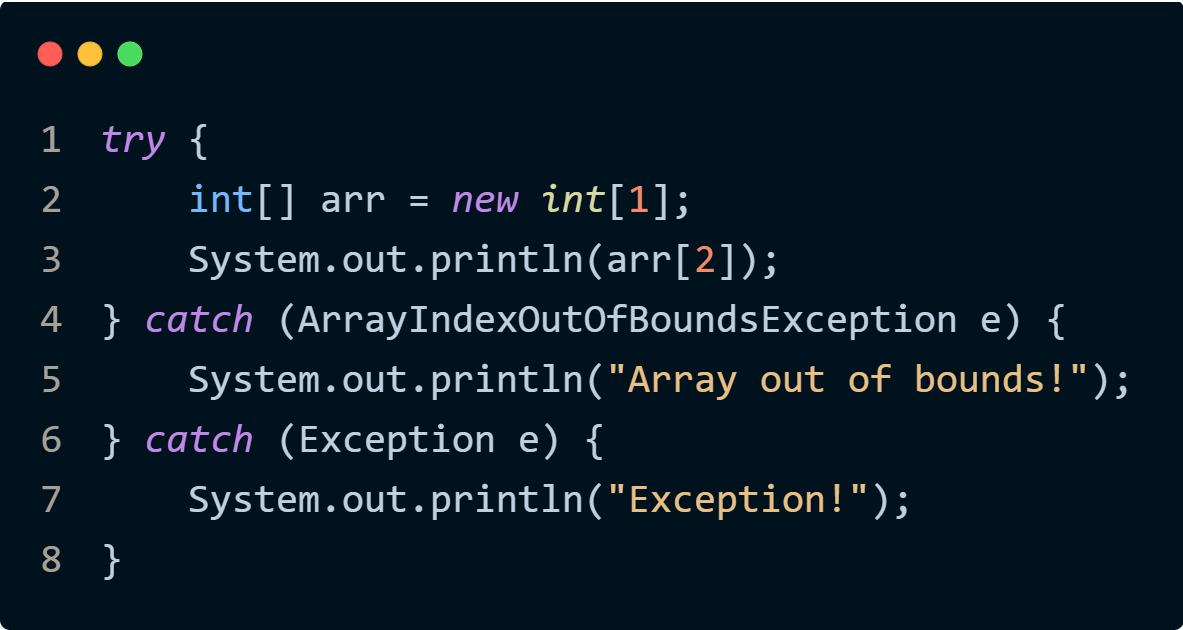 1 try {
2     int[] arr = new int[1];
3     System.out.println(arr[2]);
4 } catch (ArrayIndexOutOfBoundsException e) {
5     System.out.println("Array out of bounds!");
6 } catch (Exception e) {
7     System.out.println("Exception!");
8 }